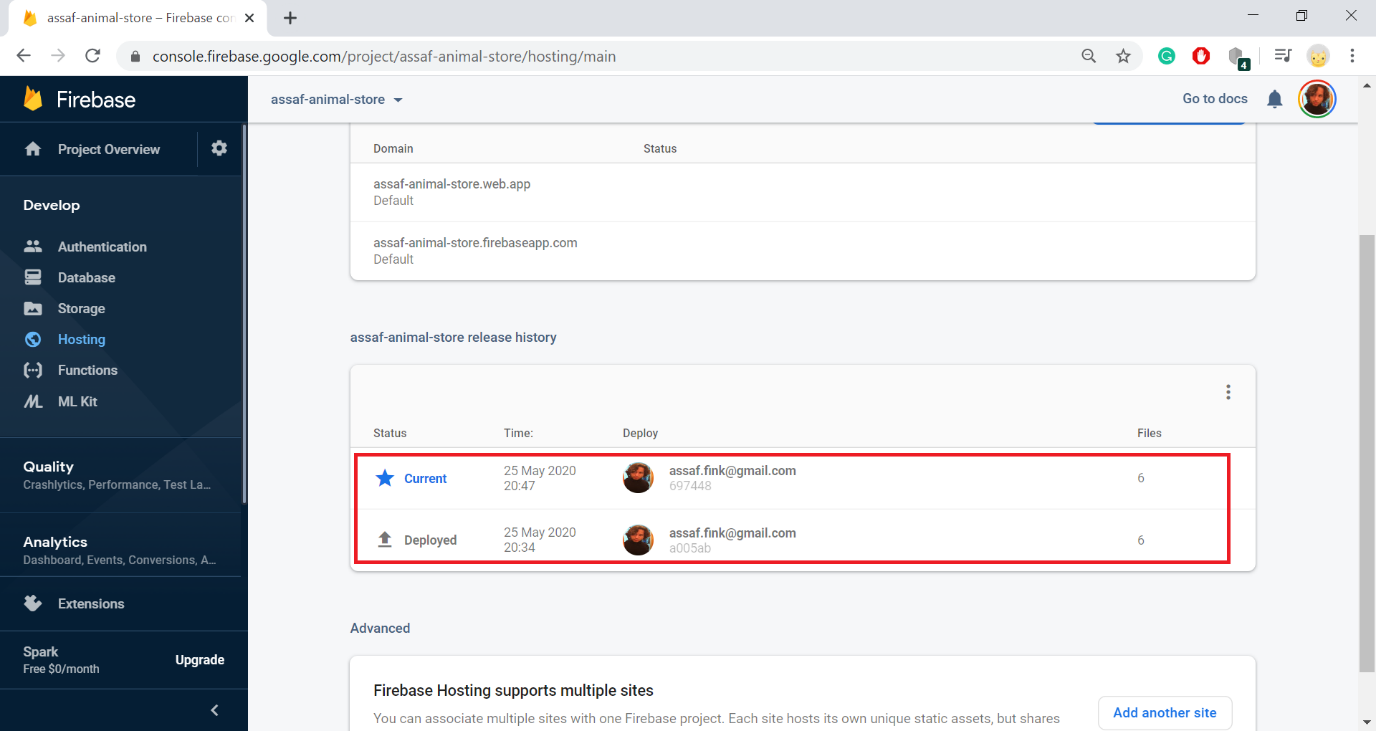 assaf-animal-store – Firebase con
console.firebase.google.com/project/assaf-animal-store/hosting/main
4
Firebase
assaf-animal-store
Go to docs
Project Overview
Develop
Authentication
Database
Storage
Hosting
Functions
ML Kit
Quality
Crashlytics, Performance, Test La...
Analytics
Dashboard, Events, Conversions, A...
Extensions
Spark
Free $0/month
Upgrade
Domain Status
assaf-animal-store.web.app
Default
assaf-animal-store.firebaseapp.com
Default
assaf-animal-store release history
Status Time: Deploy Files
Current 25 May 2020 20:47 assaf.fink@gmail.com 697448 6
Deployed 25 May 2020 20:34 assaf.fink@gmail.com a005ab 6
Advanced
Firebase Hosting supports multiple sites
You can associate multiple sites with one Firebase project. Each site hosts its own unique static assets, but shares
Add another site